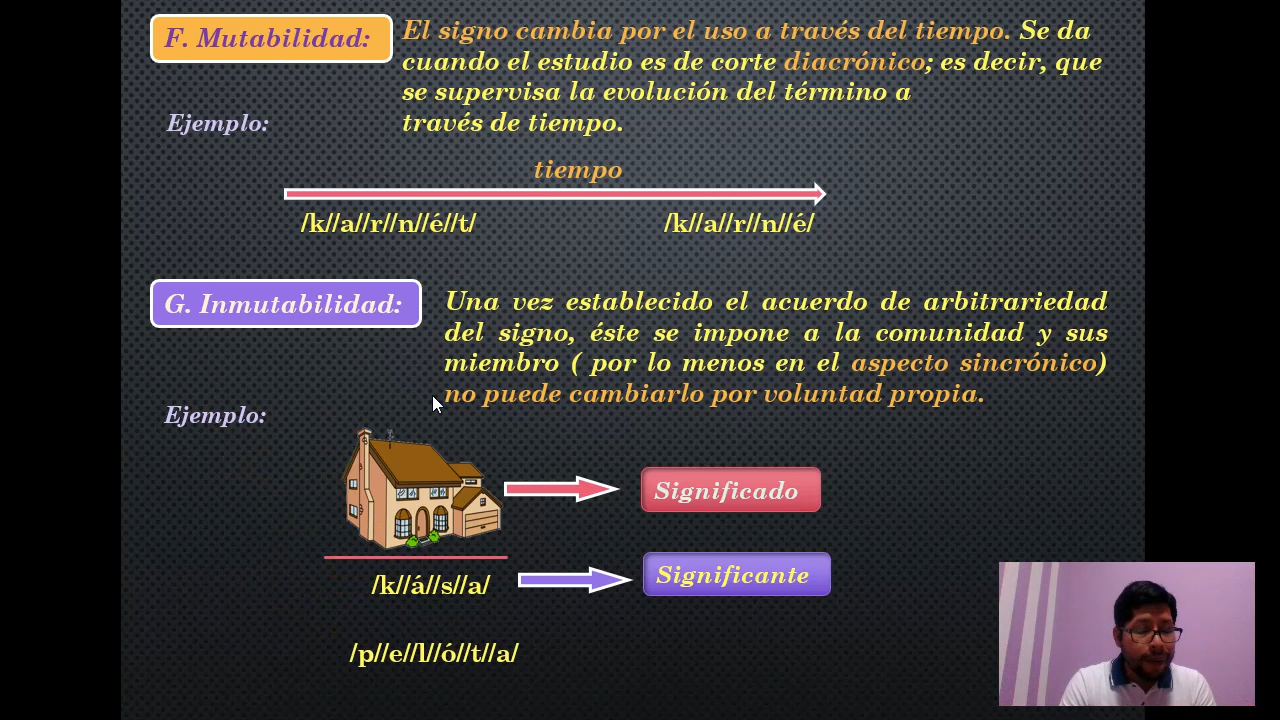 F. Mutabilidad:
El signo cambia por el uso a través del tiempo. Se da
cuando el estudio es de corte diacrónico; es decir, que
se supervisa la evolución del término a
través de tiempo.
Ejemplo:
tiempo
/k//a//r//n//é//t/ /k//a//r//n//é/
G. Inmutabilidad:
Una vez establecido el acuerdo de arbitrariedad
del signo, éste se impone a la comunidad y sus
miembro ( por lo menos en el aspecto sincrónico)
no puede cambiarlo por voluntad propia.
Ejemplo:
Significado
/k//á//s//a/ Significante
/p//e//l//ó//t//a/